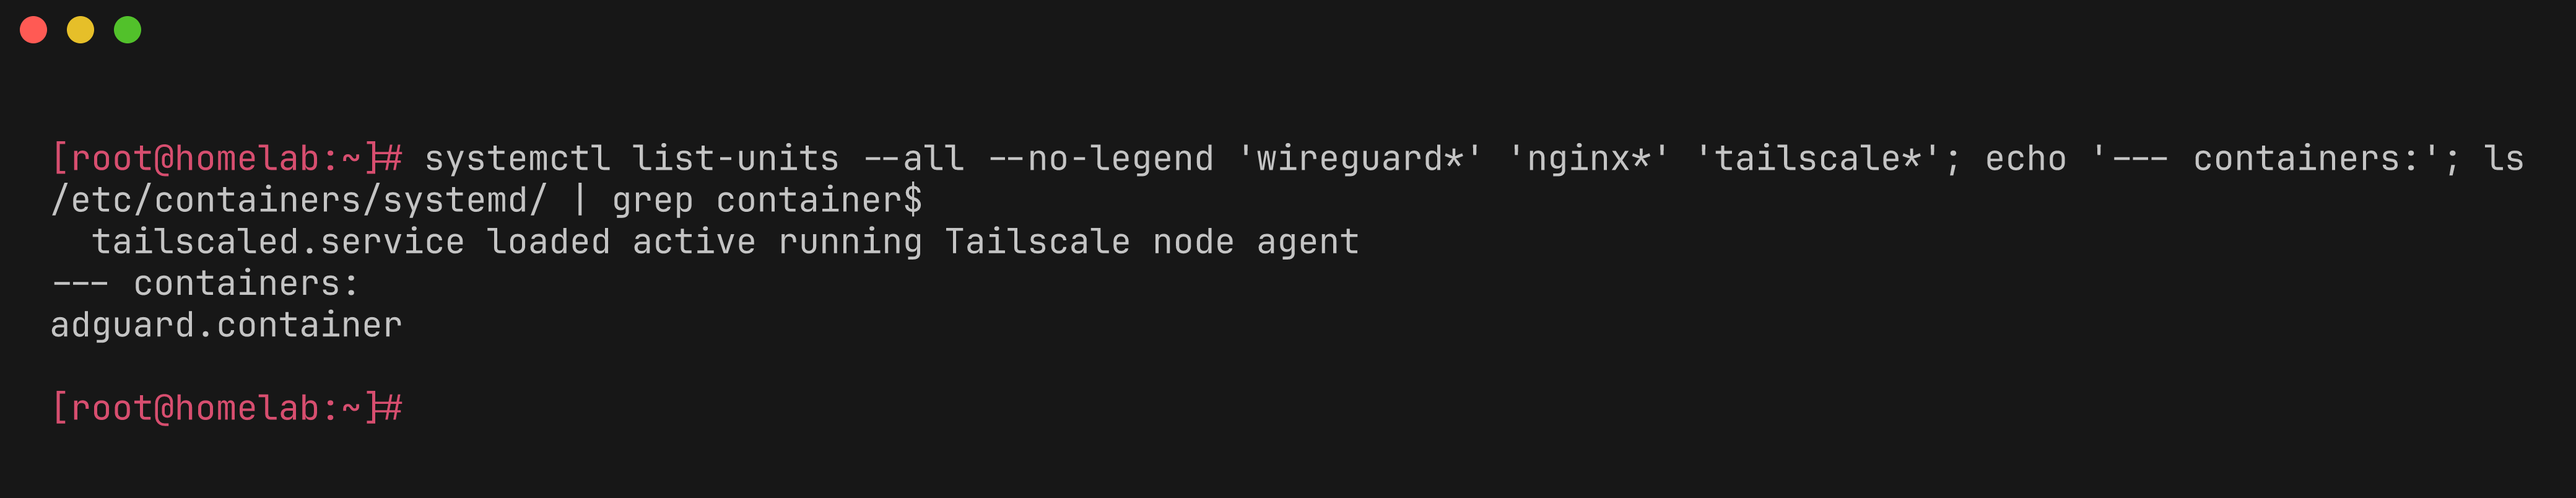 [root@homelab:~]# systemctl list-units --all --no-legend 'wireguard*' 'nginx*' 'tailscale*'; echo '--- containers:'; ls
/etc/containers/systemd/ | grep container$
  tailscaled.service loaded active running Tailscale node agent
--- containers:
adguard.container
[root@homelab:~]#